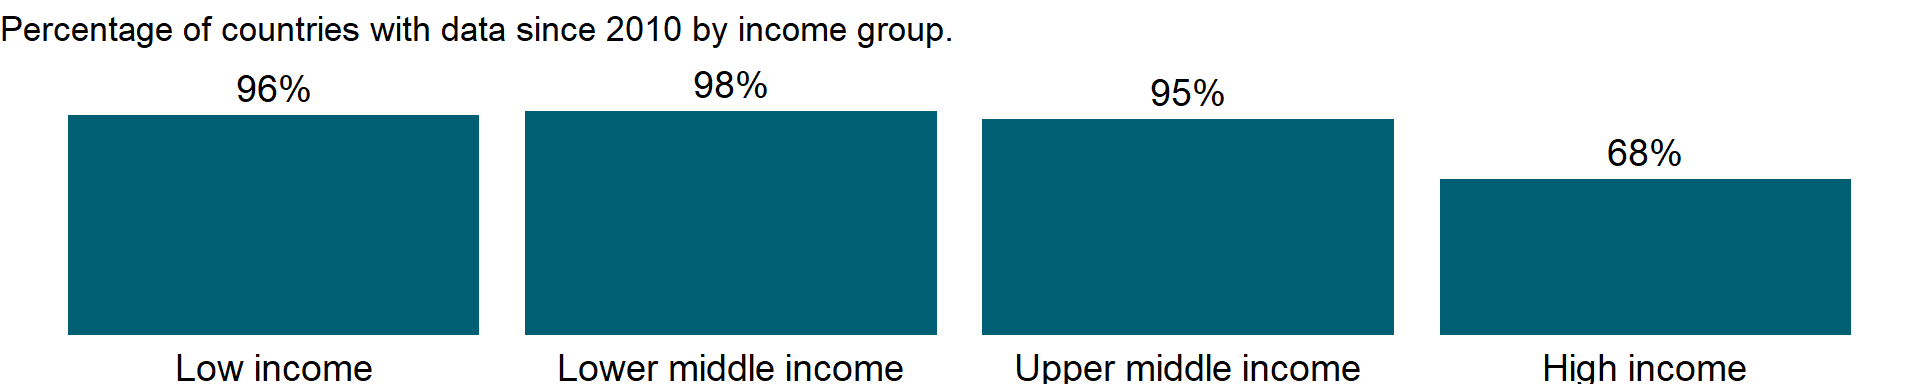 Percentage of countries with data since 2010 by income group.
96%
98%
95%
68%
Low income
Lower middle income
Upper middle income
High income